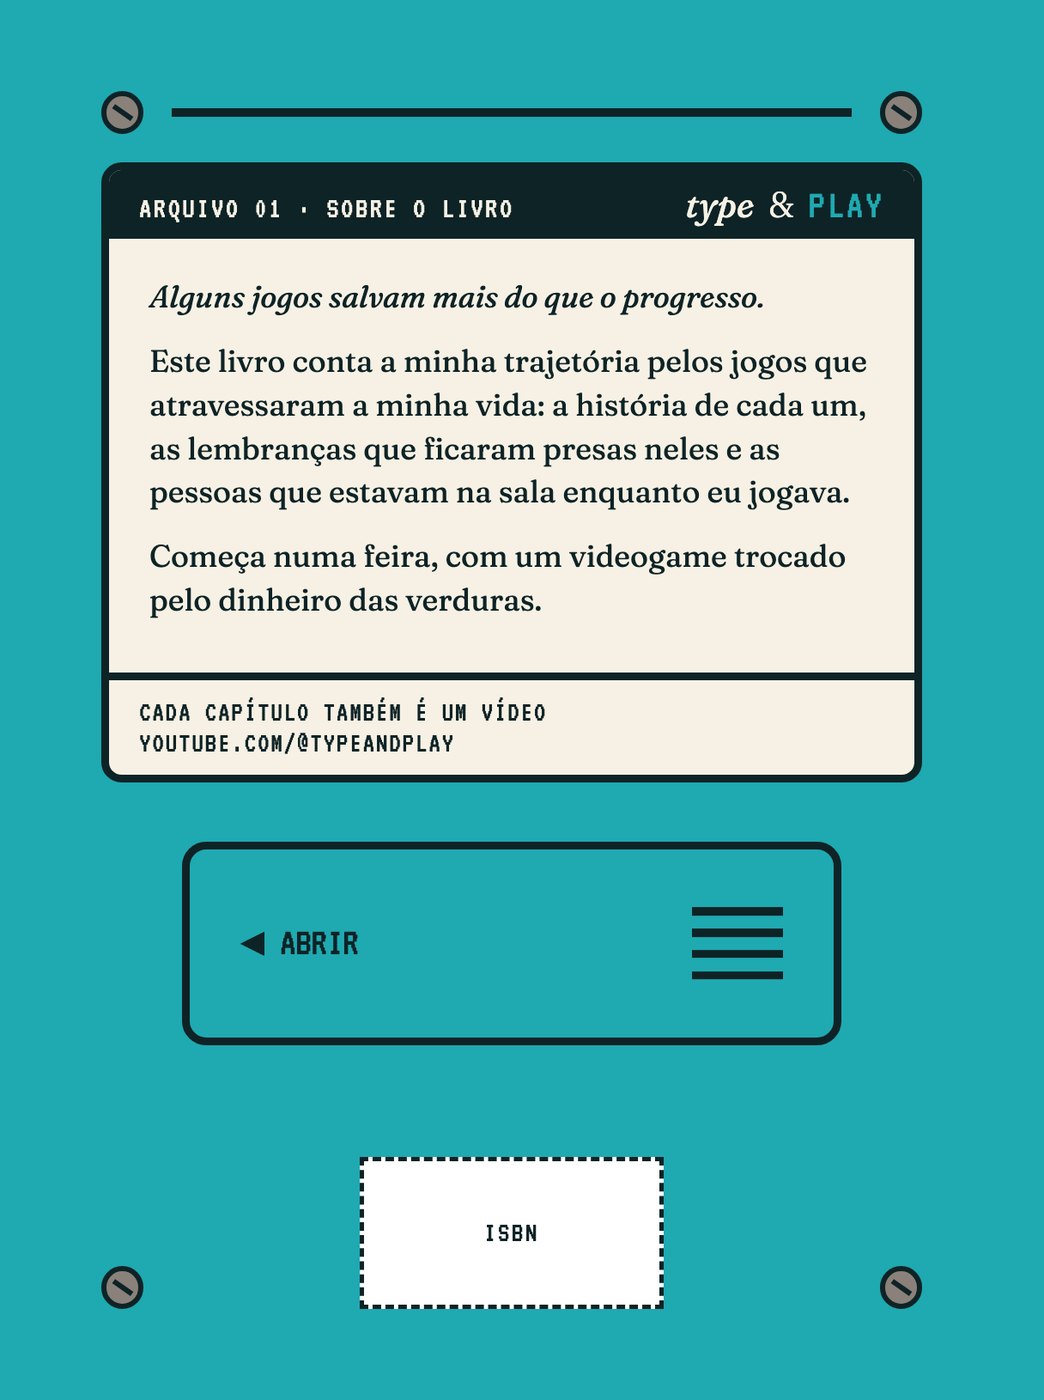 ARQUIVO 01 · SOBRE O LIVRO
type & PLAY
Alguns jogos salvam mais do que o progresso.
Este livro conta a minha trajetória pelos jogos que
atravessaram a minha vida: a história de cada um,
as lembranças que ficaram presas neles e as
pessoas que estavam na sala enquanto eu jogava.
Começa numa feira, com um videogame trocado
pelo dinheiro das verduras.
CADA CAPÍTULO TAMBÉM É UM VÍDEO
YOUTUBE.COM/@TYPEANDPLAY
◀ ABRIR
ISBN